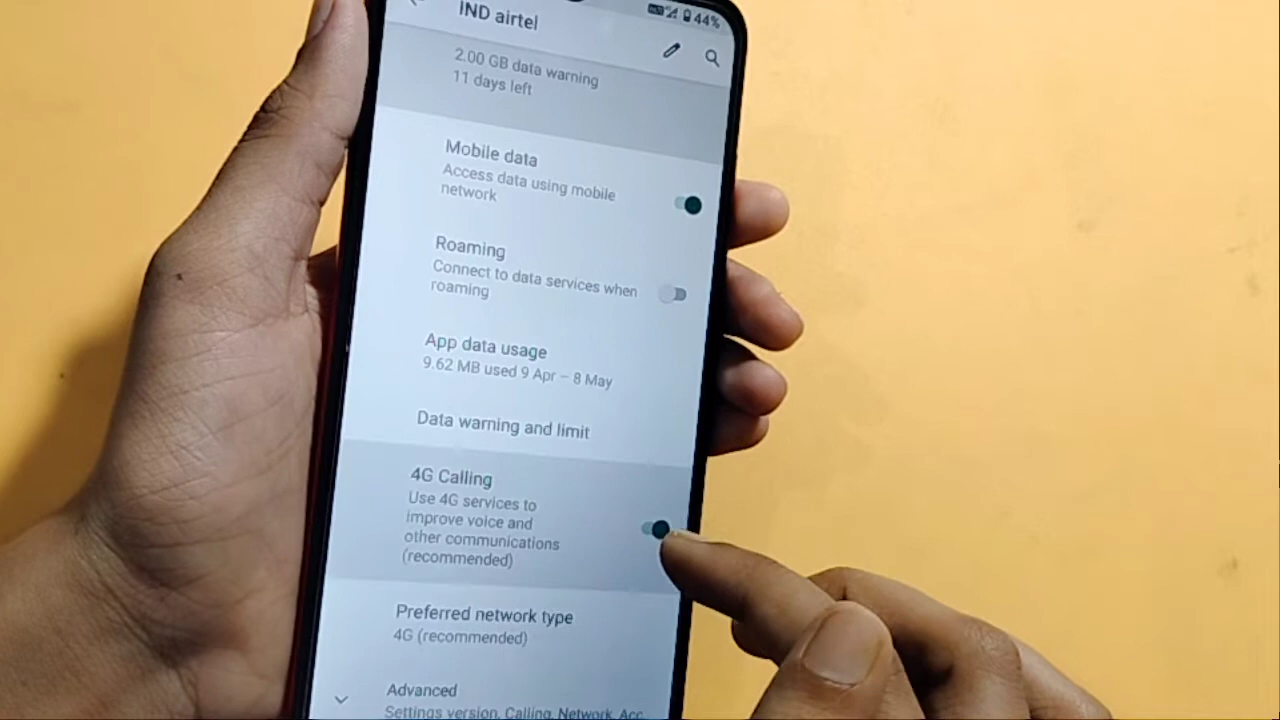 IND airtel
44%
2.00 GB data warning
11 days left
Mobile data
Access data using mobile
network
Roaming
Connect to data services when
roaming
App data usage
9.62 MB used 9 Apr – 8 May
Data warning and limit
4G Calling
Use 4G services to
improve voice and
other communications
(recommended)
Preferred network type
4G (recommended)
Advanced
Settings version, Calling, Network, Acc..